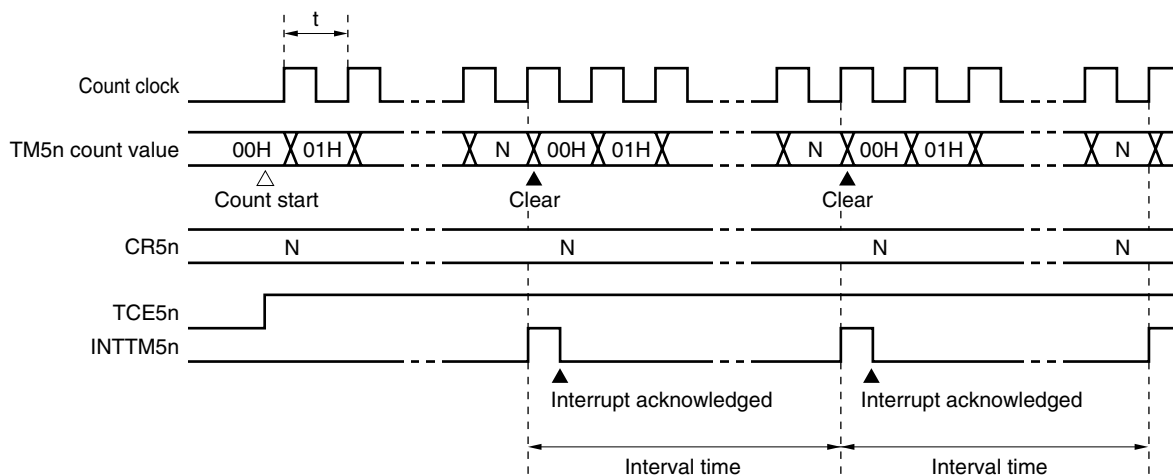 t
Count clock
TM5n count value 00H 01H N 00H 01H N 00H 01H N
Count start Clear Clear
CR5n N N N N
TCE5n
INTTM5n
Interrupt acknowledged Interrupt acknowledged
Interval time Interval time